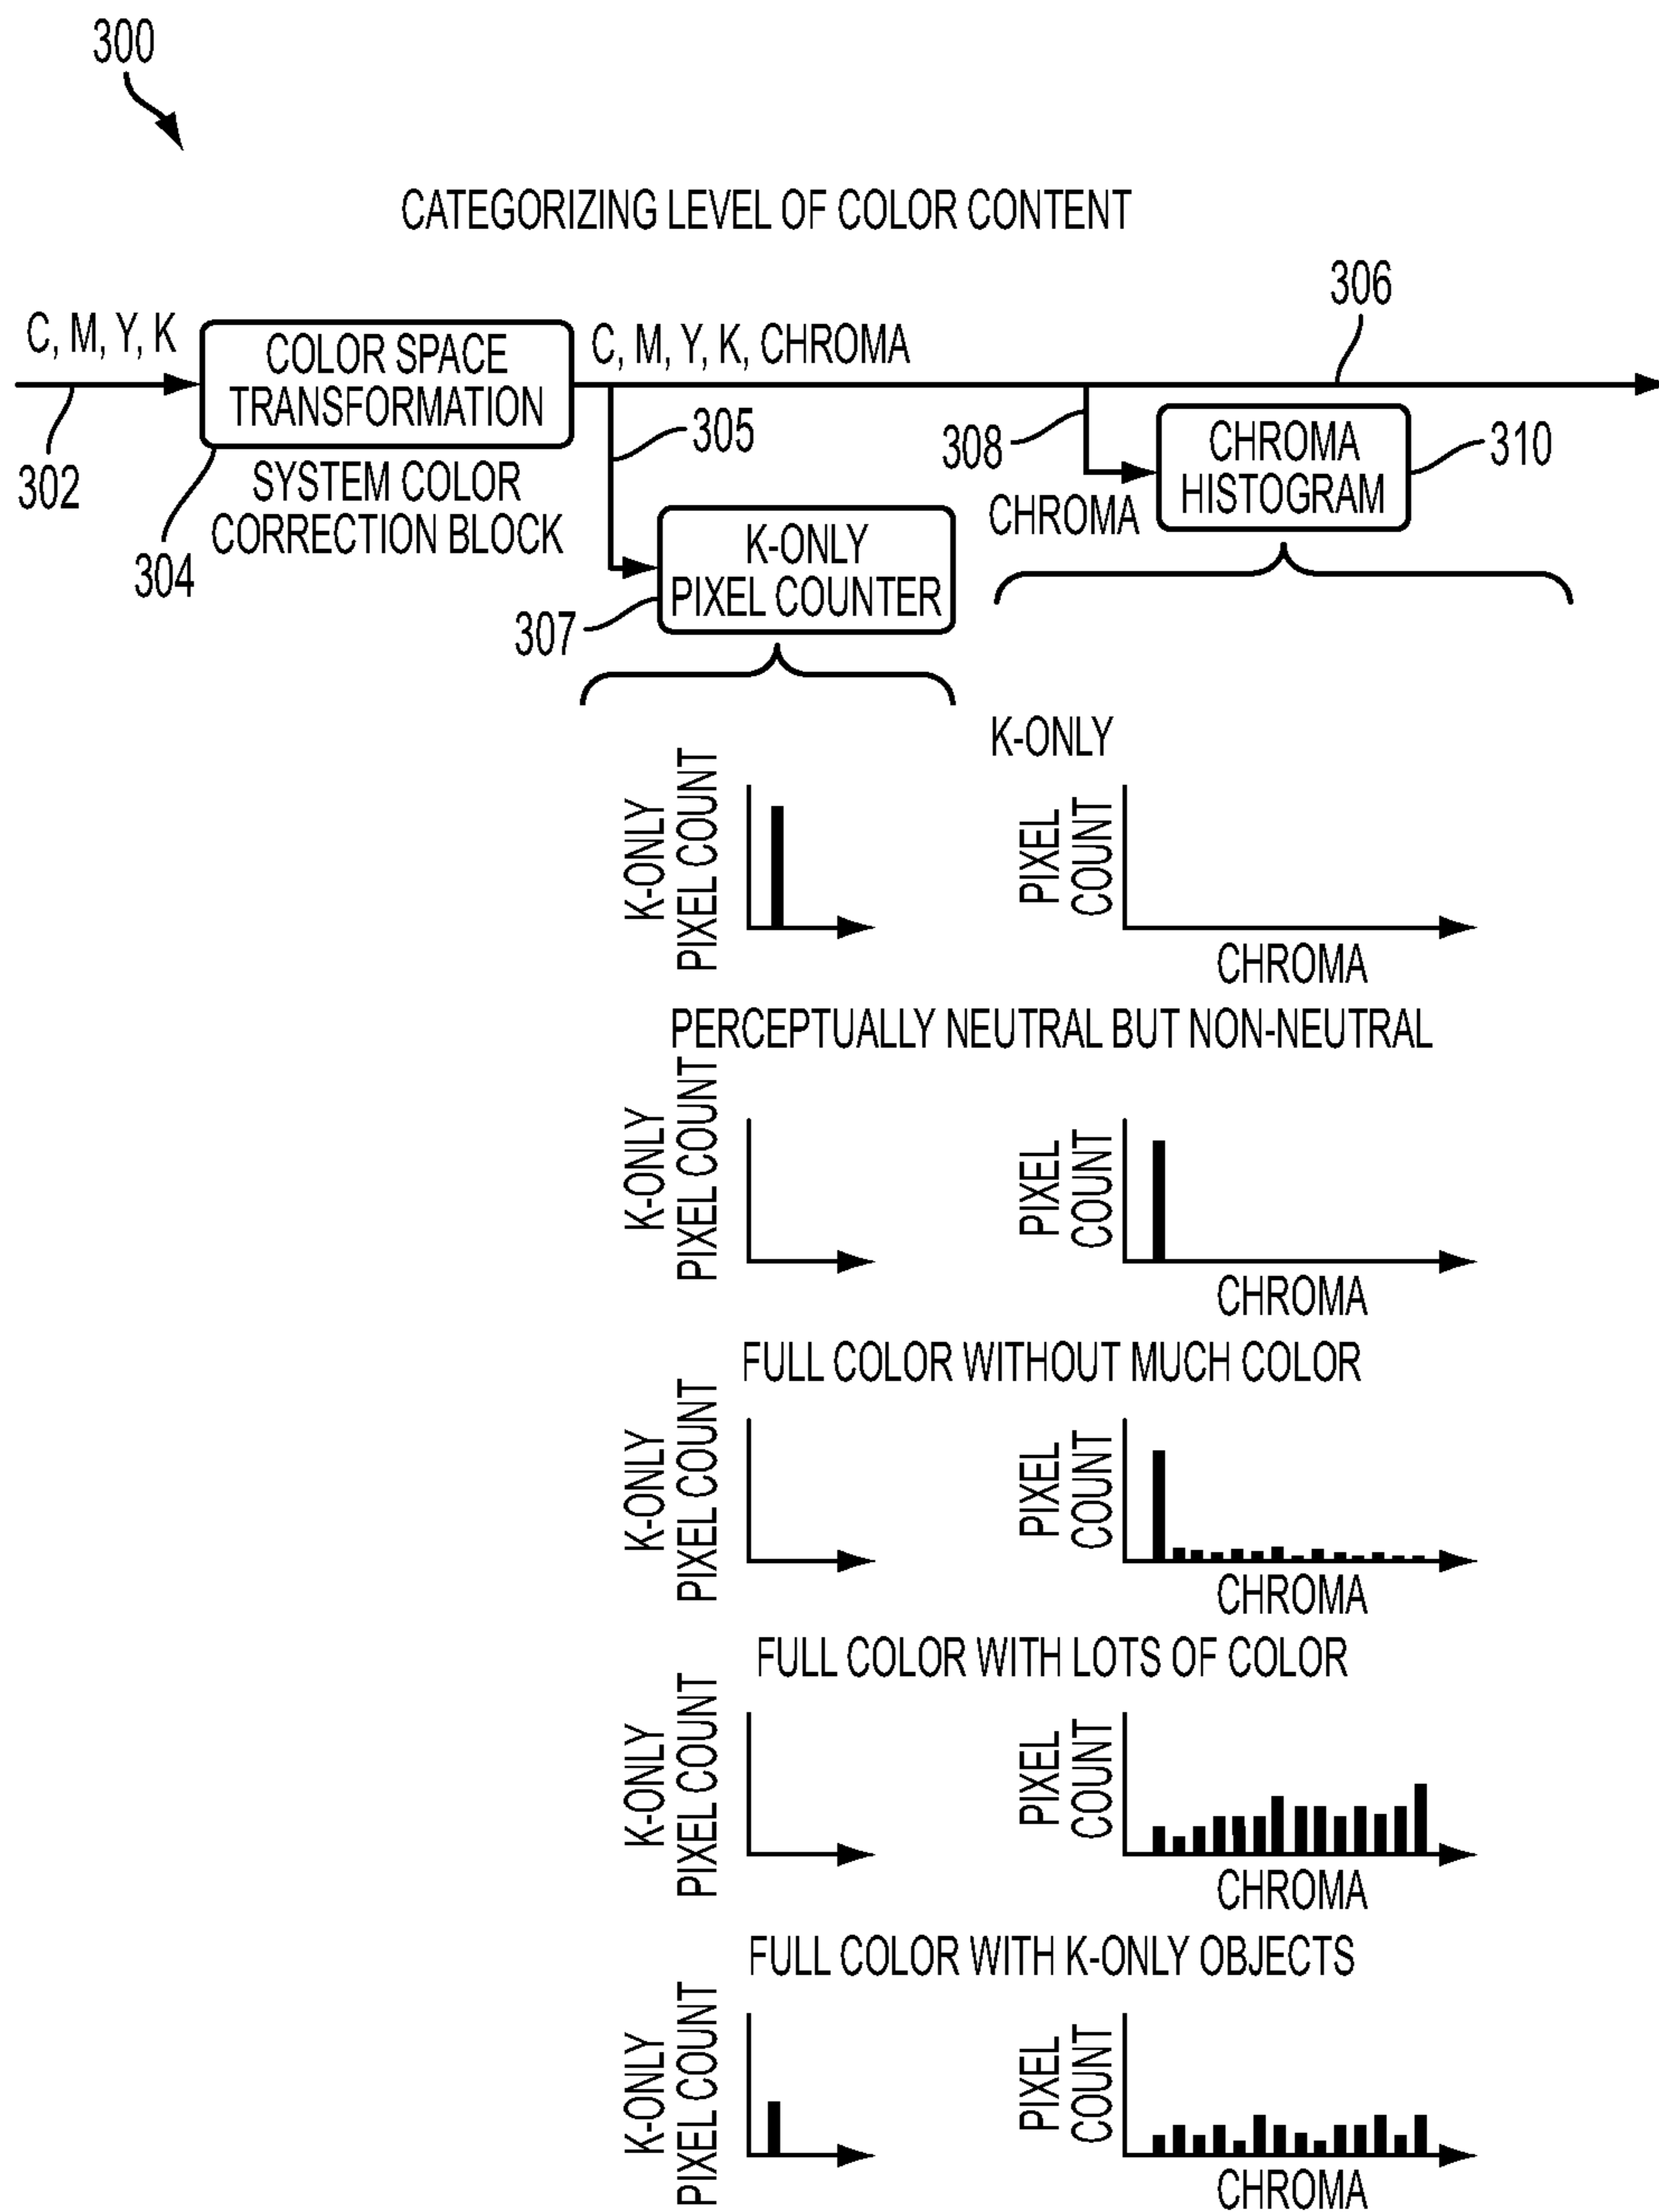 300
CATEGORIZING LEVEL OF COLOR CONTENT
306
C, M, Y, K
COLOR SPACE
TRANSFORMATION
C, M, Y, K, CHROMA
302
304
SYSTEM COLOR
CORRECTION BLOCK
305
307
K-ONLY
PIXEL COUNTER
308
CHROMA
CHROMA
HISTOGRAM
310
K-ONLY
K-ONLY
PIXEL COUNT
PIXEL
COUNT
CHROMA
PERCEPTUALLY NEUTRAL BUT NON-NEUTRAL
K-ONLY
PIXEL COUNT
PIXEL
COUNT
CHROMA
FULL COLOR WITHOUT MUCH COLOR
K-ONLY
PIXEL COUNT
PIXEL
COUNT
CHROMA
FULL COLOR WITH LOTS OF COLOR
K-ONLY
PIXEL COUNT
PIXEL
COUNT
CHROMA
FULL COLOR WITH K-ONLY OBJECTS
K-ONLY
PIXEL COUNT
PIXEL
COUNT
CHROMA